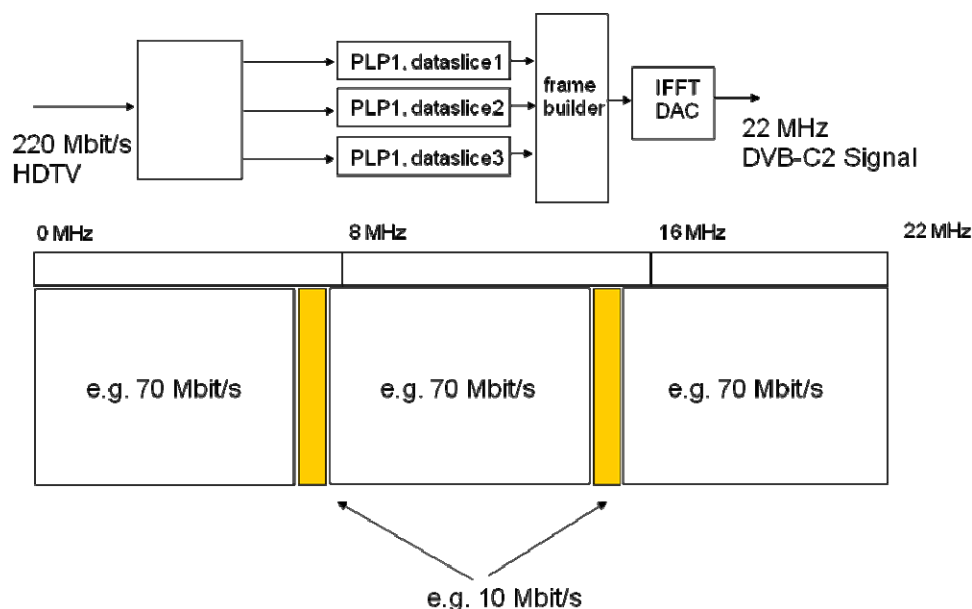 PLP1, dataslice1
PLP1, dataslice2
PLP1, dataslice3
frame
builder
IFFT
DAC
220 Mbit/s
HDTV
22 MHz
DVB-C2 Signal
0 MHz
8 MHz
16 MHz
22 MHz
e.g. 70 Mbit/s
e.g. 70 Mbit/s
e.g. 70 Mbit/s
e.g. 10 Mbit/s